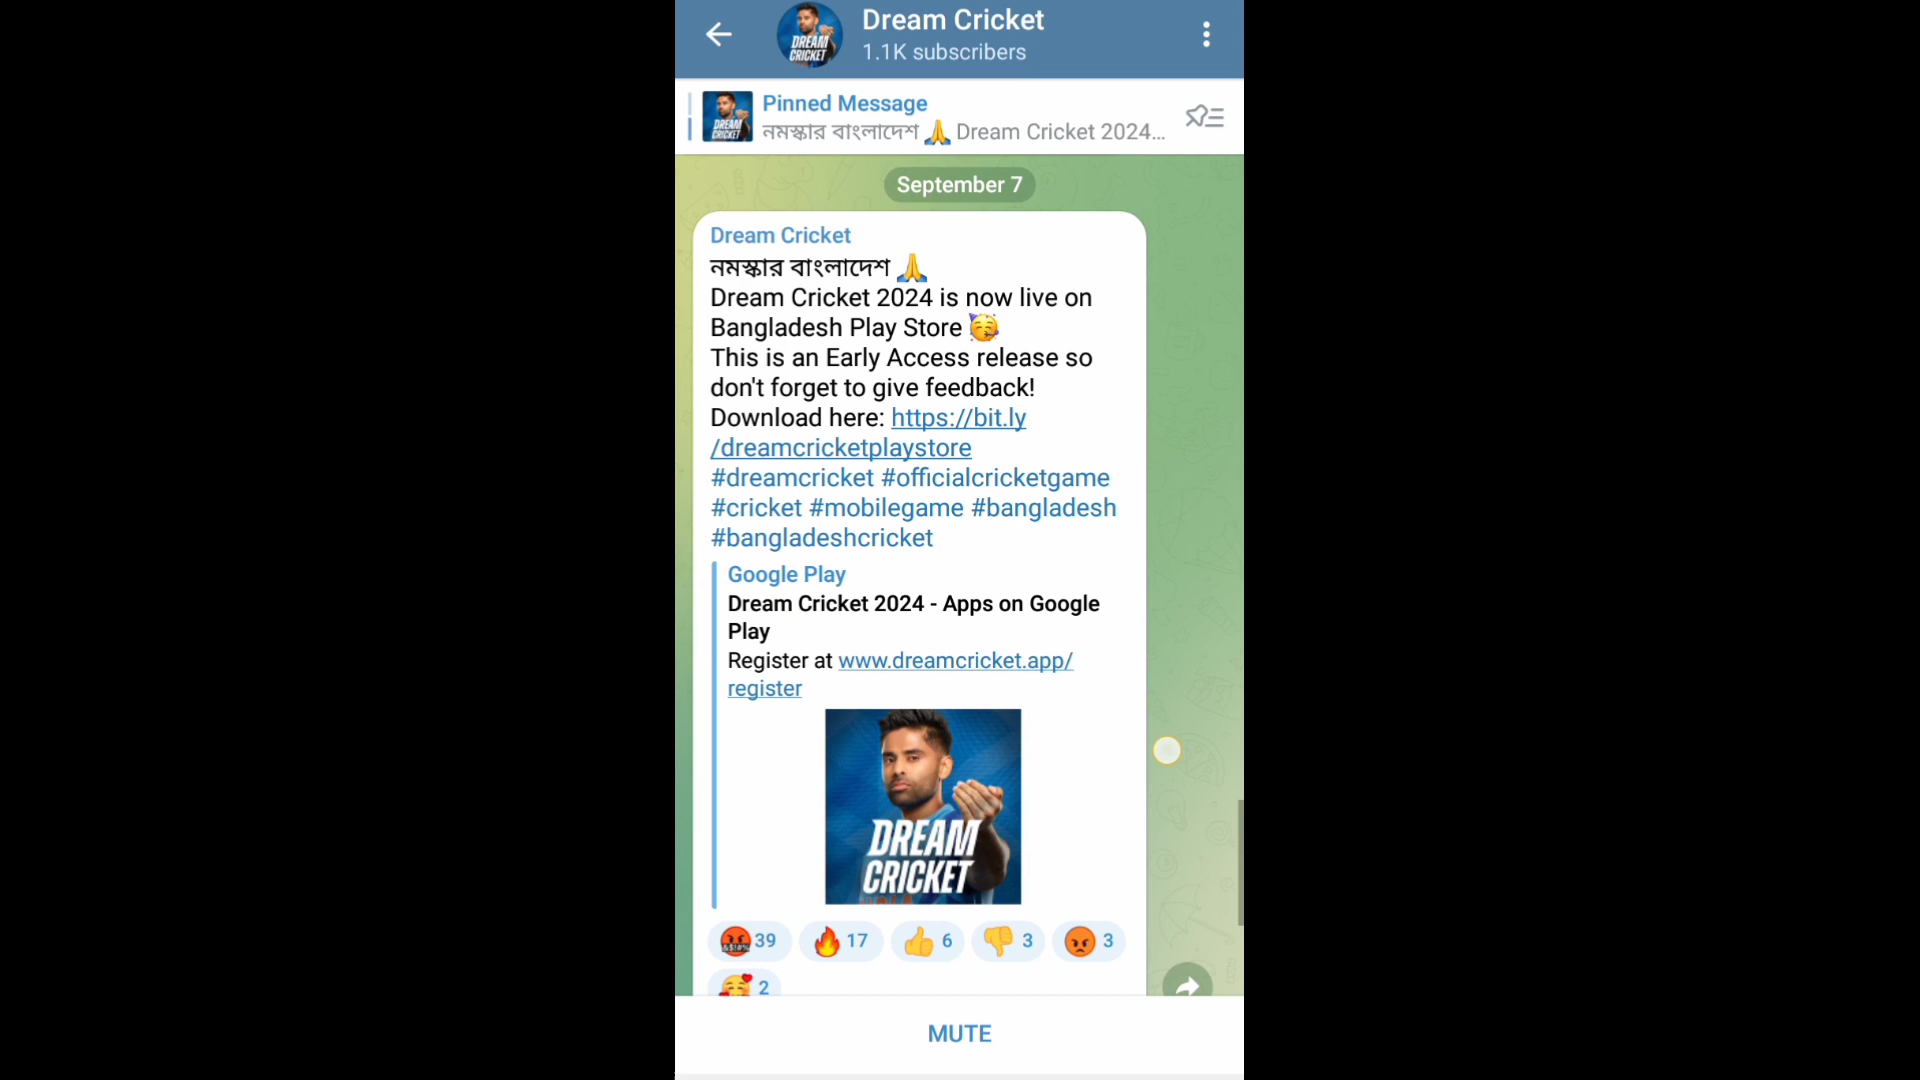 Dream Cricket
1.1K subscribers
Pinned Message
নমস্কার বাংলাদেশ 🙏 Dream Cricket 2024...
September 7
Dream Cricket
নমস্কার বাংলাদেশ 🙏
Dream Cricket 2024 is now live on
Bangladesh Play Store 🥳
This is an Early Access release so
don't forget to give feedback!
Download here: https://bit.ly
/dreamcricketplaystore
#dreamcricket #officialcricketgame
#cricket #mobilegame #bangladesh
#bangladeshcricket
Google Play
Dream Cricket 2024 - Apps on Google
Play
Register at www.dreamcricket.app/
register
DREAM
CRICKET
39 17 6 3 3
2
MUTE